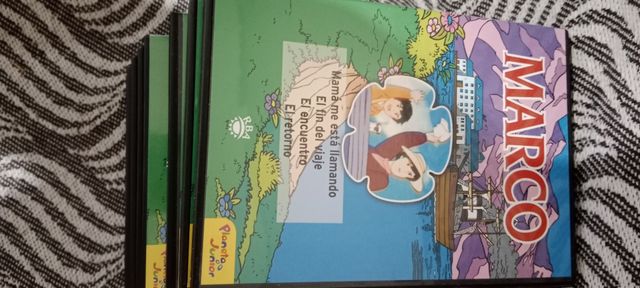 MARCO
Mamá me está llamando
El fin del viaje
El encuentro
El retorno
RBA
Planeta
Junior